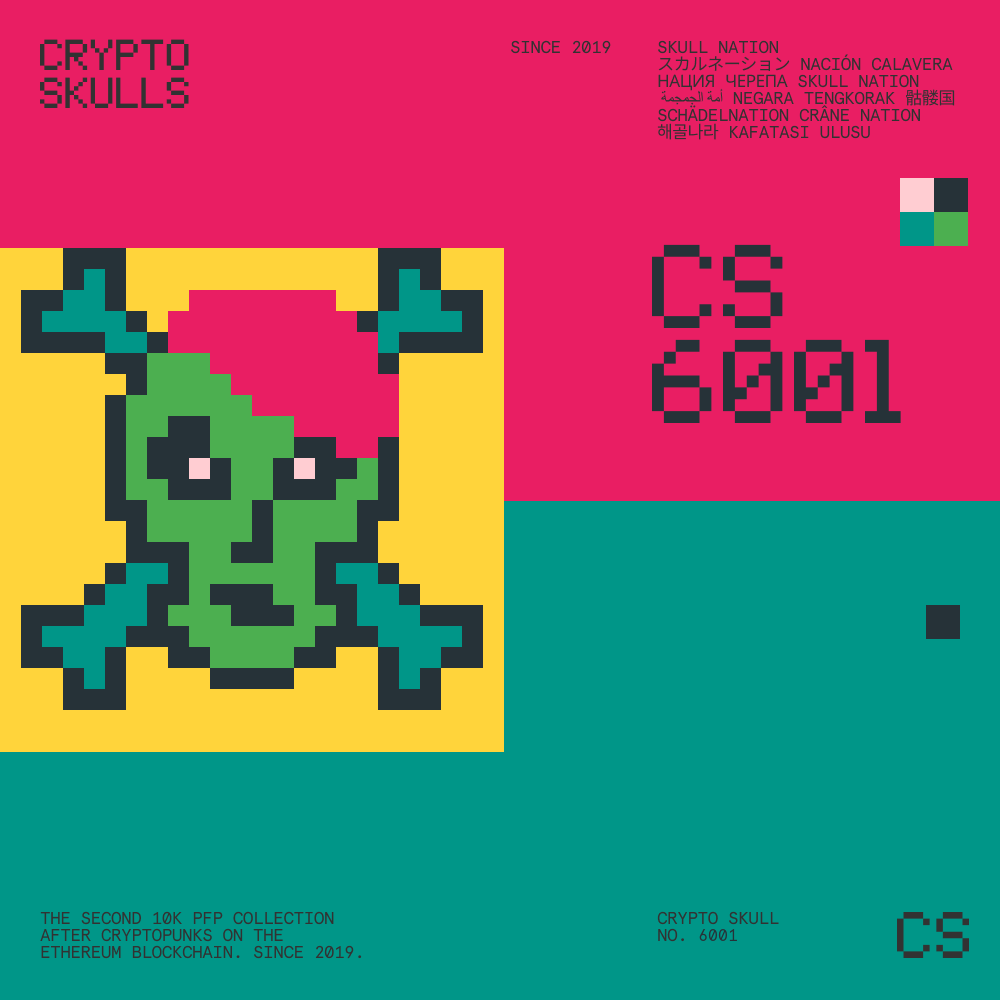 CRYPTO
SKULLS
SINCE 2019
SKULL NATION
スカルネーション NACIÓN CALAVERA
НАЦИЯ ЧЕРЕПА SKULL NATION
أمة الجمجمة NEGARA TENGKORAK 骷髅国
SCHÄDELNATION CRÂNE NATION
해골나라 KAFATASI ULUSU
CS
6001
THE SECOND 10K PFP COLLECTION
AFTER CRYPTOPUNKS ON THE
ETHEREUM BLOCKCHAIN. SINCE 2019.
CRYPTO SKULL
NO. 6001
CS